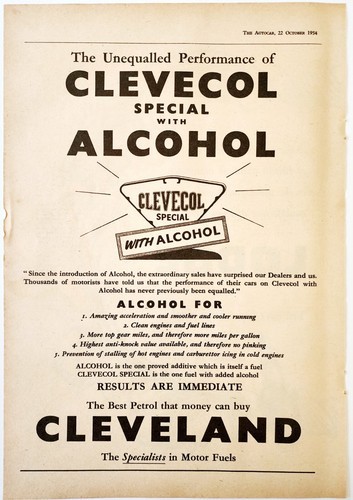 The Autocar, 22 October 1954
The Unequalled Performance of
CLEVECOL
SPECIAL
WITH
ALCOHOL
CLEVECOL
SPECIAL
WITH ALCOHOL
"Since the introduction of Alcohol, the extraordinary sales have surprised our Dealers and us.
Thousands of motorists have told us that the performance of their cars on Clevecol with
Alcohol has never previously been equalled."
ALCOHOL FOR
1. Amazing acceleration and smoother and cooler running
2. Clean engines and fuel lines
3. More top gear miles, and therefore more miles per gallon
4. Highest anti-knock value available, and therefore no pinking
5. Prevention of stalling of hot engines and carburettor icing in cold engines
ALCOHOL is the one proved additive which is itself a fuel
CLEVECOL SPECIAL is the one fuel with added alcohol
RESULTS ARE IMMEDIATE
The Best Petrol that money can buy
CLEVELAND
The Specialists in Motor Fuels